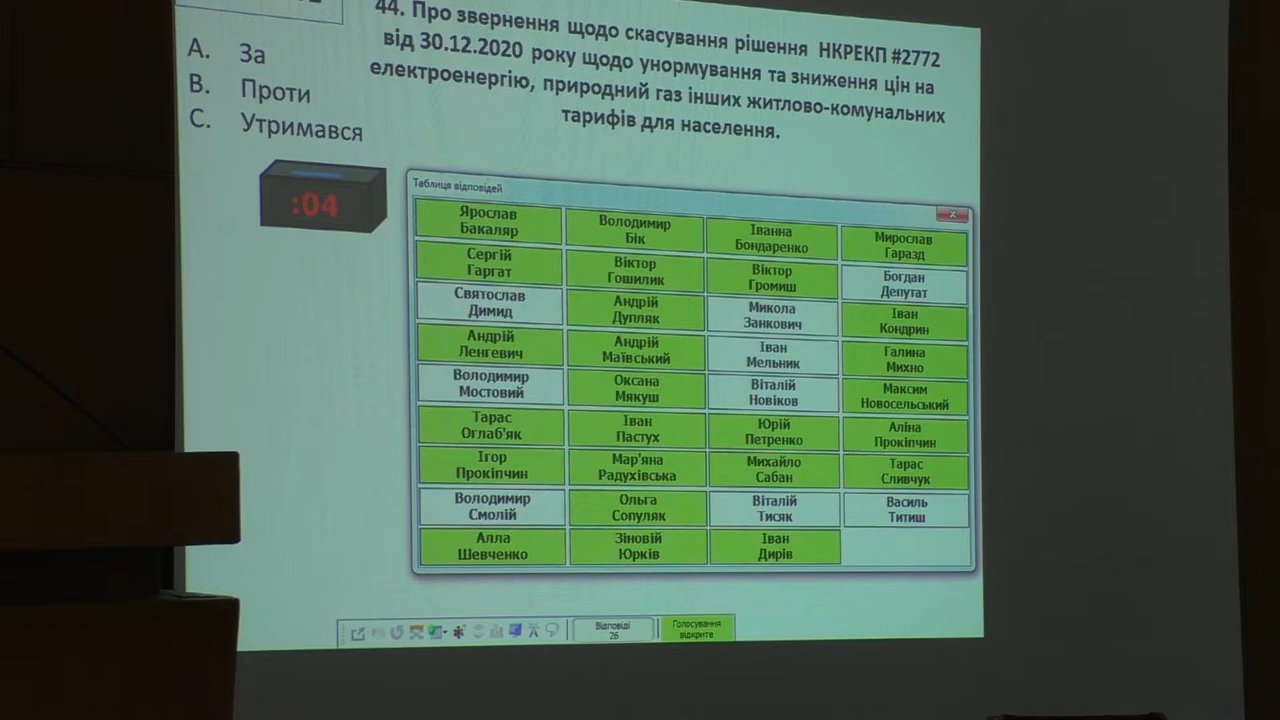 44. Про звернення щодо скасування рішення НКРЕКП #2772
від 30.12.2020 року щодо унормування та зниження цін на
електроенергію, природний газ інших житлово-комунальних
тарифів для населення.
A. За
B. Проти
C. Утримався
:04
Таблиця відповідей
Ярослав
Бакаляр
Володимир
Бік
Іванна
Бондаренко
Мирослав
Гаразд
Сергій
Гаргат
Віктор
Гошилик
Віктор
Громиш
Богдан
Депутат
Святослав
Димид
Андрій
Дупляк
Микола
Занкович
Іван
Кондрин
Андрій
Ленгевич
Андрій
Маївський
Іван
Мельник
Галина
Михно
Володимир
Мостовий
Оксана
Мякуш
Віталій
Новіков
Максим
Новосельський
Тарас
Оглаб'як
Іван
Пастух
Юрій
Петренко
Аліна
Прокіпчин
Ігор
Прокіпчин
Мар'яна
Радухівська
Михайло
Сабан
Тарас
Сливчук
Володимир
Смолій
Ольга
Сопуляк
Віталій
Тисяк
Василь
Титиш
Алла
Шевченко
Зіновій
Юрків
Іван
Дирів
Відповіді
26
Голосування
відкрите